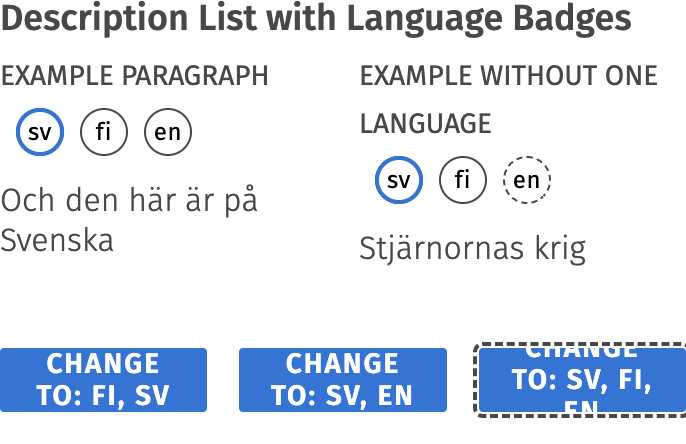 Description List with Language Badges
EXAMPLE PARAGRAPH
sv fi en
Och den här är på
Svenska
EXAMPLE WITHOUT ONE
LANGUAGE
sv fi en
Stjärnornas krig
CHANGE
TO: FI, SV
CHANGE
TO: SV, EN
CHANGE
TO: SV, FI,
EN